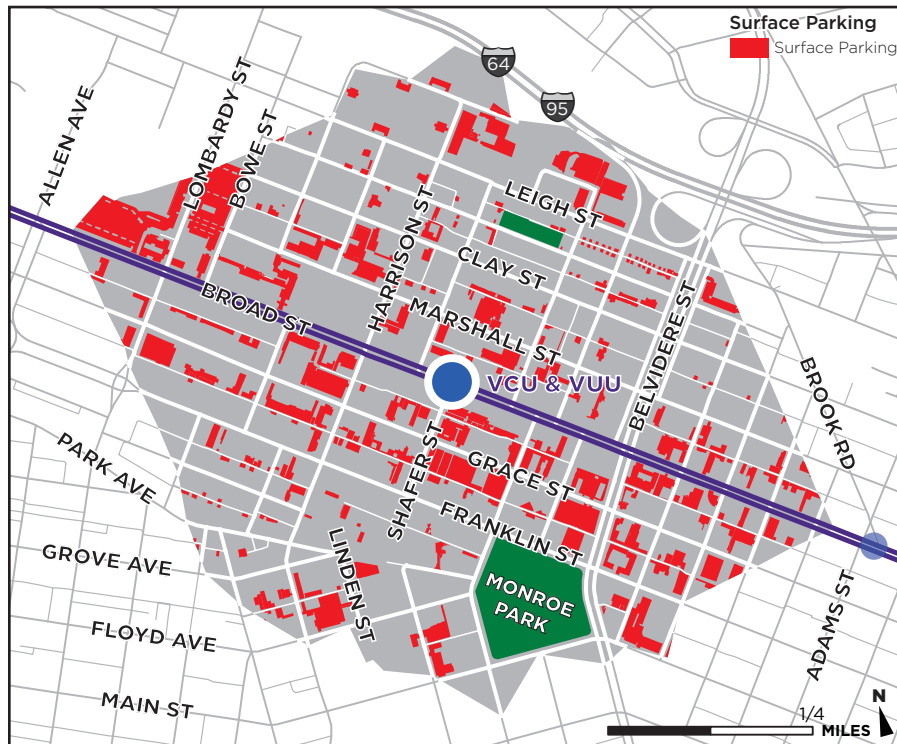 Surface Parking
Surface Parking
64
95
ALLEN AVE
LOMBARDY ST
BOWE ST
HARRISON ST
LEIGH ST
CLAY ST
MARSHALL ST
BROAD ST
BELVIDERE ST
VCU & VUU
BROOK RD
PARK AVE
SHAFER ST
GRACE ST
FRANKLIN ST
GROVE AVE
LINDEN ST
MONROE
PARK
FLOYD AVE
ADAMS ST
MAIN ST
1/4
MILES
N